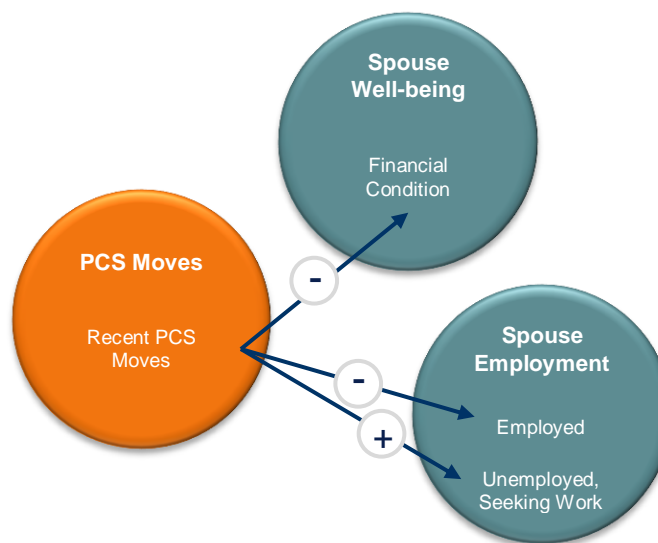 Spouse
Well-being
Financial
Condition
PCS Moves
Recent PCS
Moves
-
-
+
Spouse
Employment
Employed
Unemployed,
Seeking Work